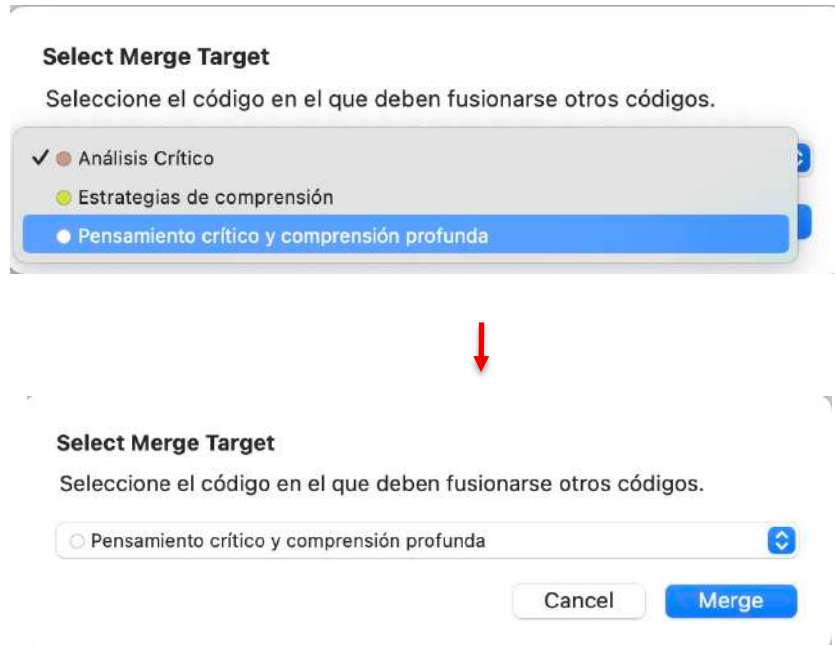 Select Merge Target
Seleccione el código en el que deben fusionarse otros códigos.
Análisis Crítico
Estrategias de comprensión
Pensamiento crítico y comprensión profunda
Select Merge Target
Seleccione el código en el que deben fusionarse otros códigos.
Pensamiento crítico y comprensión profunda
Cancel Merge